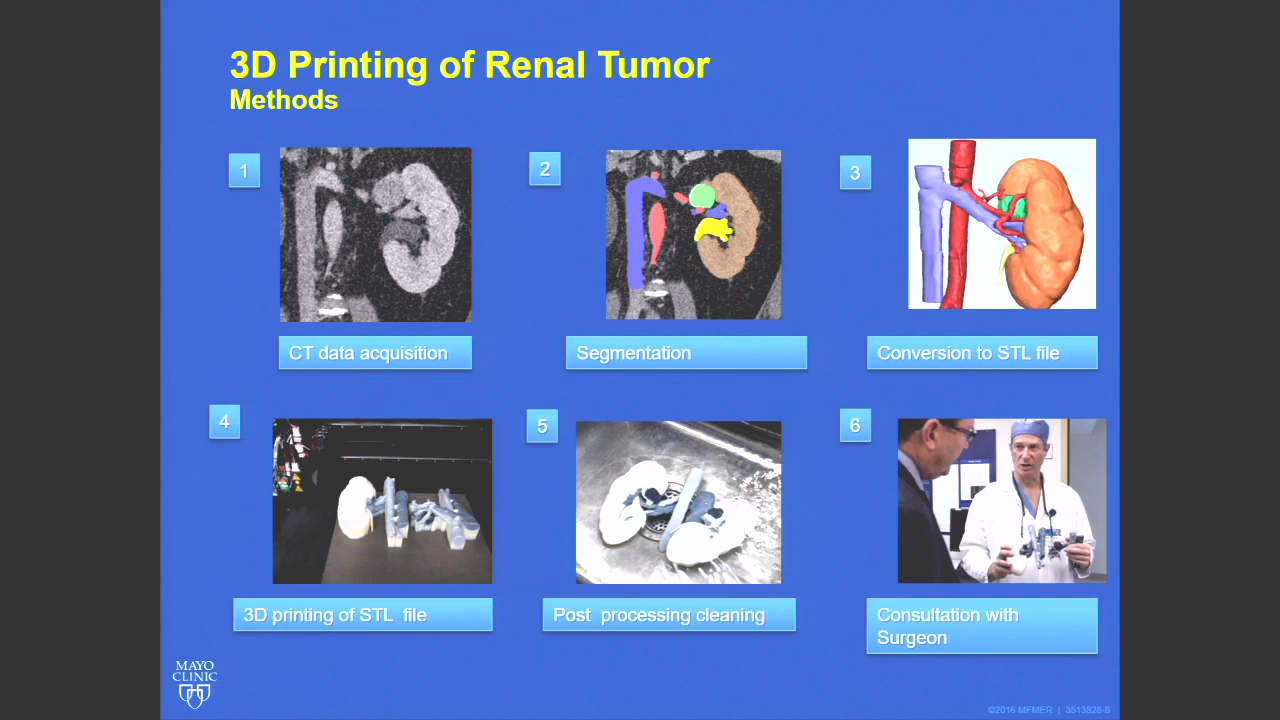 3D Printing of Renal Tumor
Methods
1
2
3
CT data acquisition
Segmentation
Conversion to STL file
4
5
6
3D printing of STL file
Post processing cleaning
Consultation with
Surgeon
MAYO
CLINIC
©2016 MFMER | 3513828-8